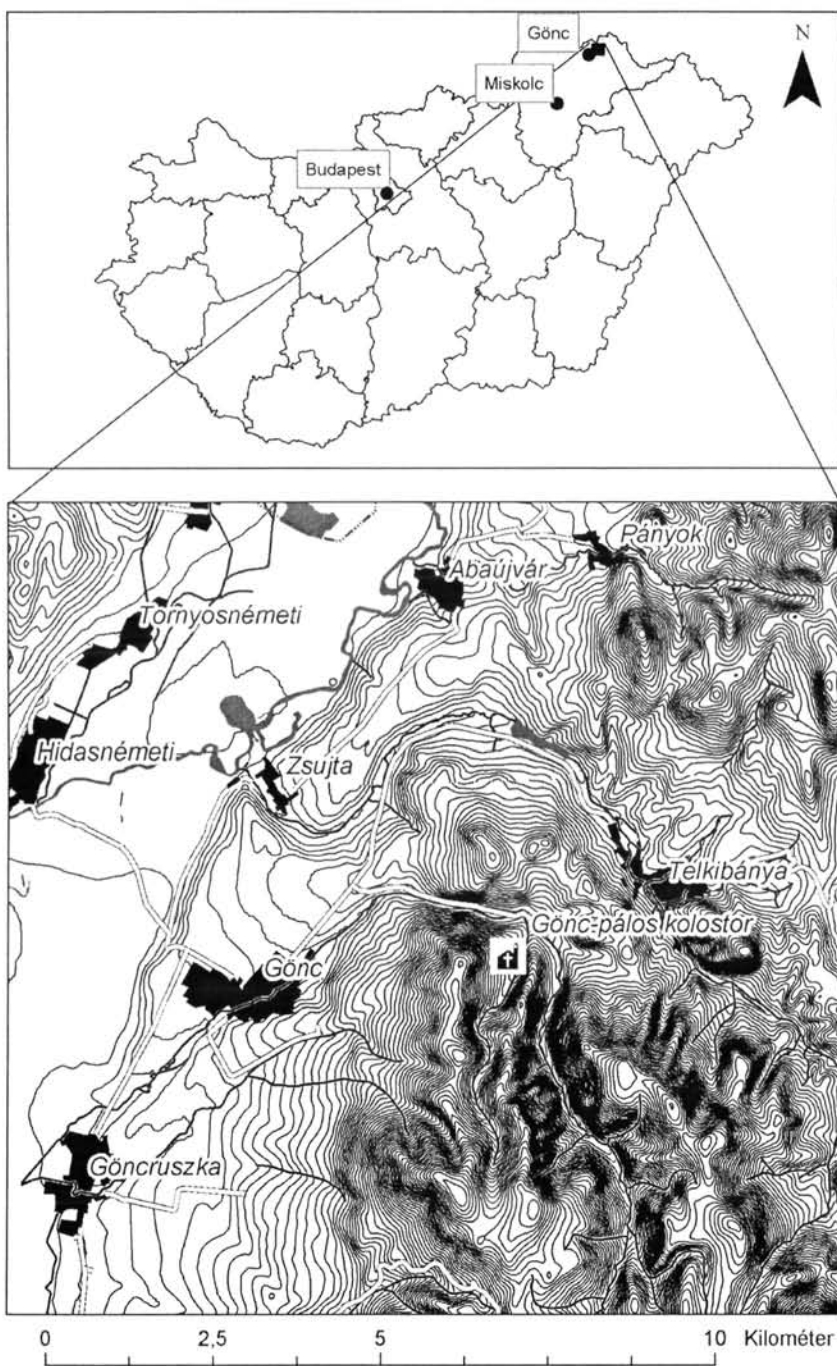 Gönc
N
Miskolc
Budapest
Pányok
Abaújvár
Tornyosnémeti
Hidasnémeti
Zsujta
Telkibánya
Gönc-pálos kolostor
Gönc
Göncruszka
0 2,5 5 10 Kilométer